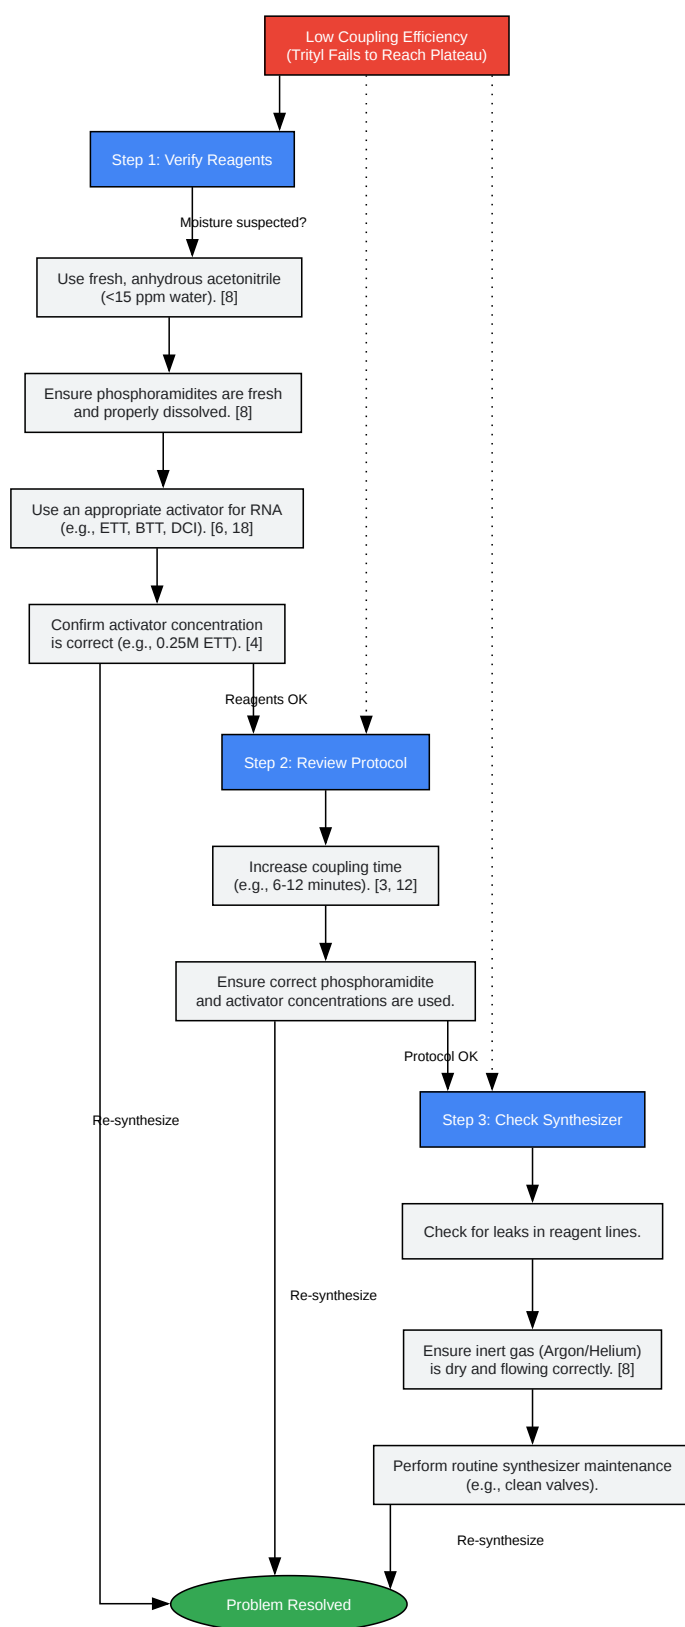 Low Coupling Efficiency
(Trityl Fails to Reach Plateau)
Step 1: Verify Reagents
Moisture suspected?
Use fresh, anhydrous acetonitrile
(<15 ppm water). [8]
Ensure phosphoramidites are fresh
and properly dissolved. [8]
Use an appropriate activator for RNA
(e.g., ETT, BTT, DCI). [6, 18]
Confirm activator concentration
is correct (e.g., 0.25M ETT). [4]
Reagents OK
Step 2: Review Protocol
Increase coupling time
(e.g., 6-12 minutes). [3, 12]
Ensure correct phosphoramidite
and activator concentrations are used.
Protocol OK
Re-synthesize
Step 3: Check Synthesizer
Check for leaks in reagent lines.
Re-synthesize
Ensure inert gas (Argon/Helium)
is dry and flowing correctly. [8]
Perform routine synthesizer maintenance
(e.g., clean valves).
Re-synthesize
Problem Resolved